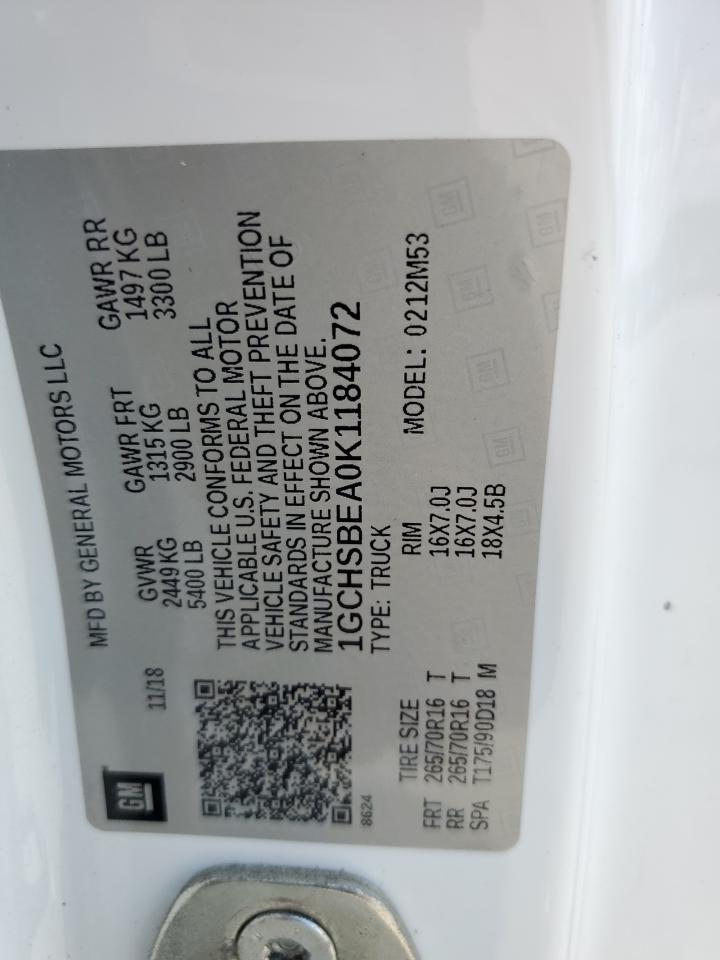 GM
MFD BY GENERAL MOTORS LLC
11/18
GVWR GAWR FRT GAWR RR
2449 KG 1315 KG 1497 KG
5400 LB 2900 LB 3300 LB
THIS VEHICLE CONFORMS TO ALL
APPLICABLE U.S. FEDERAL MOTOR
VEHICLE SAFETY AND THEFT PREVENTION
STANDARDS IN EFFECT ON THE DATE OF
MANUFACTURE SHOWN ABOVE.
1GCHSBEA0K1184072
8624
TYPE: TRUCK MODEL: 0212M53
TIRE SIZE RIM
FRT 265/70R16 T 16X7.0J
RR 265/70R16 T 16X7.0J
SPA T175/90D18 M 18X4.5B